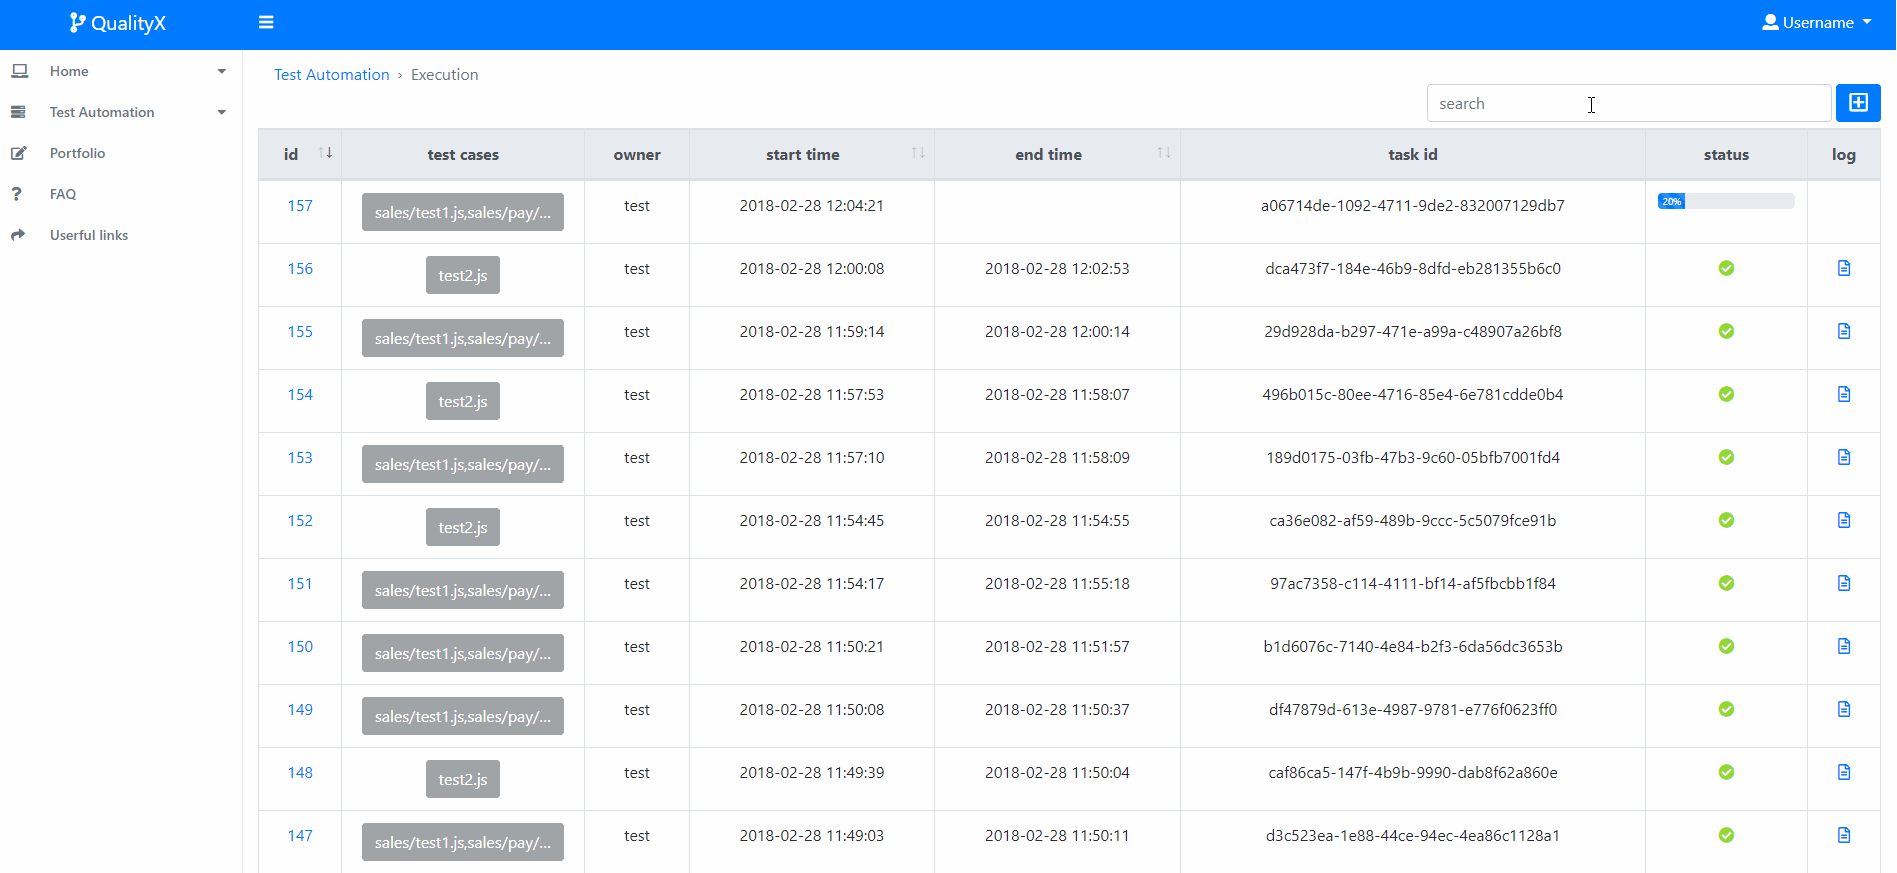 QualityX
Username
Home
Test Automation
Portfolio
FAQ
Userful links
Test Automation › Execution
search
id test cases owner start time end time task id status log
157 sales/test1.js,sales/pay/... test 2018-02-28 12:04:21 a06714de-1092-4711-9de2-832007129db7 20%
156 test2.js test 2018-02-28 12:00:08 2018-02-28 12:02:53 dca473f7-184e-46b9-8dfd-eb281355b6c0
155 sales/test1.js,sales/pay/... test 2018-02-28 11:59:14 2018-02-28 12:00:14 29d928da-b297-471e-a99a-c48907a26bf8
154 test2.js test 2018-02-28 11:57:53 2018-02-28 11:58:07 496b015c-80ee-4716-85e4-6e781cdde0b4
153 sales/test1.js,sales/pay/... test 2018-02-28 11:57:10 2018-02-28 11:58:09 189d0175-03fb-47b3-9c60-05bfb7001fd4
152 test2.js test 2018-02-28 11:54:45 2018-02-28 11:54:55 ca36e082-af59-489b-9ccc-5c5079fce91b
151 sales/test1.js,sales/pay/... test 2018-02-28 11:54:17 2018-02-28 11:55:18 97ac7358-c114-4111-bf14-af5fbcbb1f84
150 sales/test1.js,sales/pay/... test 2018-02-28 11:50:21 2018-02-28 11:51:57 b1d6076c-7140-4e84-b2f3-6da56dc3653b
149 sales/test1.js,sales/pay/... test 2018-02-28 11:50:08 2018-02-28 11:50:37 df47879d-613e-4987-9781-e776f0623ff0
148 test2.js test 2018-02-28 11:49:39 2018-02-28 11:50:04 caf86ca5-147f-4b9b-9990-dab8f62a860e
147 sales/test1.js,sales/pay/... test 2018-02-28 11:49:03 2018-02-28 11:50:11 d3c523ea-1e88-44ce-94ec-4ea86c1128a1